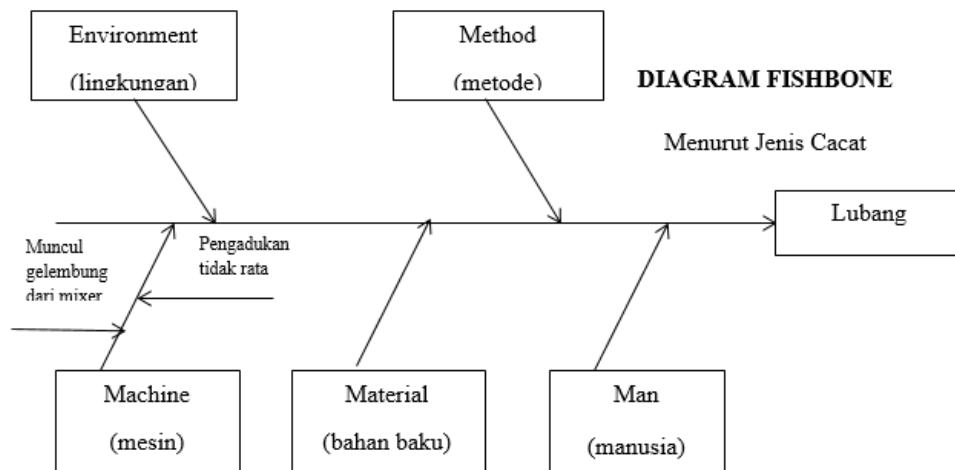 Environment
(lingkungan)
Method
(metode)
DIAGRAM FISHBONE
Menurut Jenis Cacat
Lubang
Muncul
gelembung
dari mixer
Pengadukan
tidak rata
Machine
(mesin)
Material
(bahan baku)
Man
(manusia)